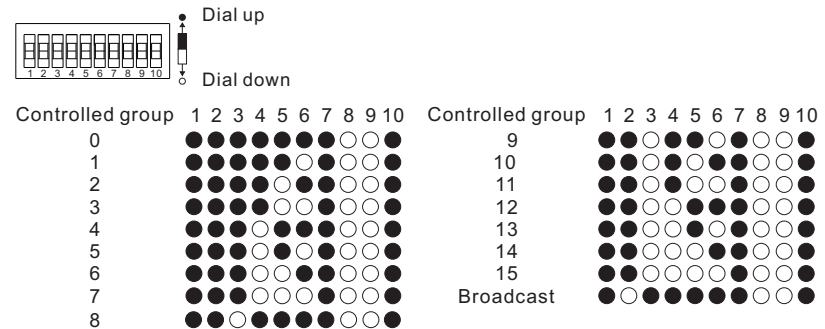 Dial up
1 2 3 4 5 6 7 8 9 10
Dial down
Controlled group 1 2 3 4 5 6 7 8 9 10
0
1
2
3
4
5
6
7
8
Controlled group 1 2 3 4 5 6 7 8 9 10
9
10
11
12
13
14
15
Broadcast